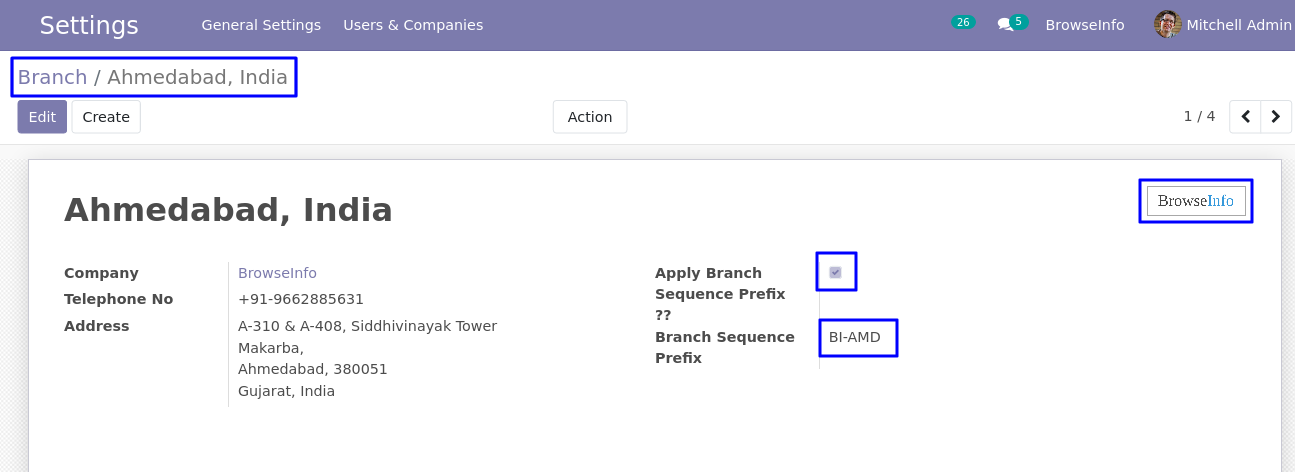 Settings General Settings Users & Companies 26 5 BrowseInfo Mitchell Admin
Branch / Ahmedabad, India
Edit Create Action 1 / 4
Ahmedabad, India
BrowseInfo
Company BrowseInfo
Telephone No +91-9662885631
Address A-310 & A-408, Siddhivinayak Tower
Makarba,
Ahmedabad, 380051
Gujarat, India
Apply Branch
Sequence Prefix
??
Branch Sequence BI-AMD
Prefix